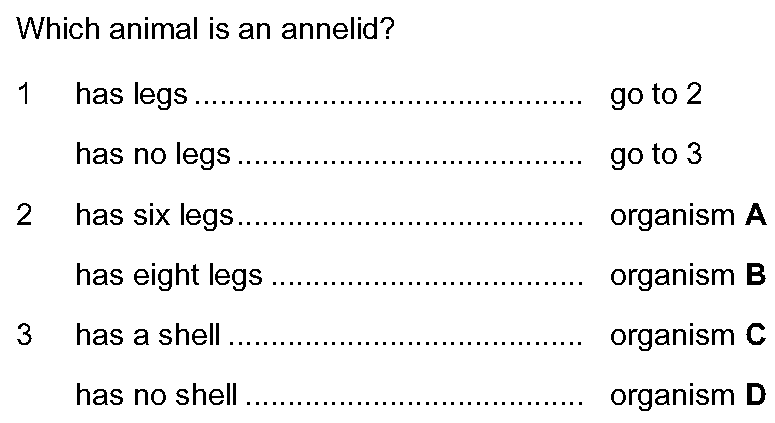 Which animal is an annelid?
1 has legs .............................................. go to 2
has no legs ......................................... go to 3
2 has six legs......................................... organism A
has eight legs ..................................... organism B
3 has a shell .......................................... organism C
has no shell ........................................ organism D